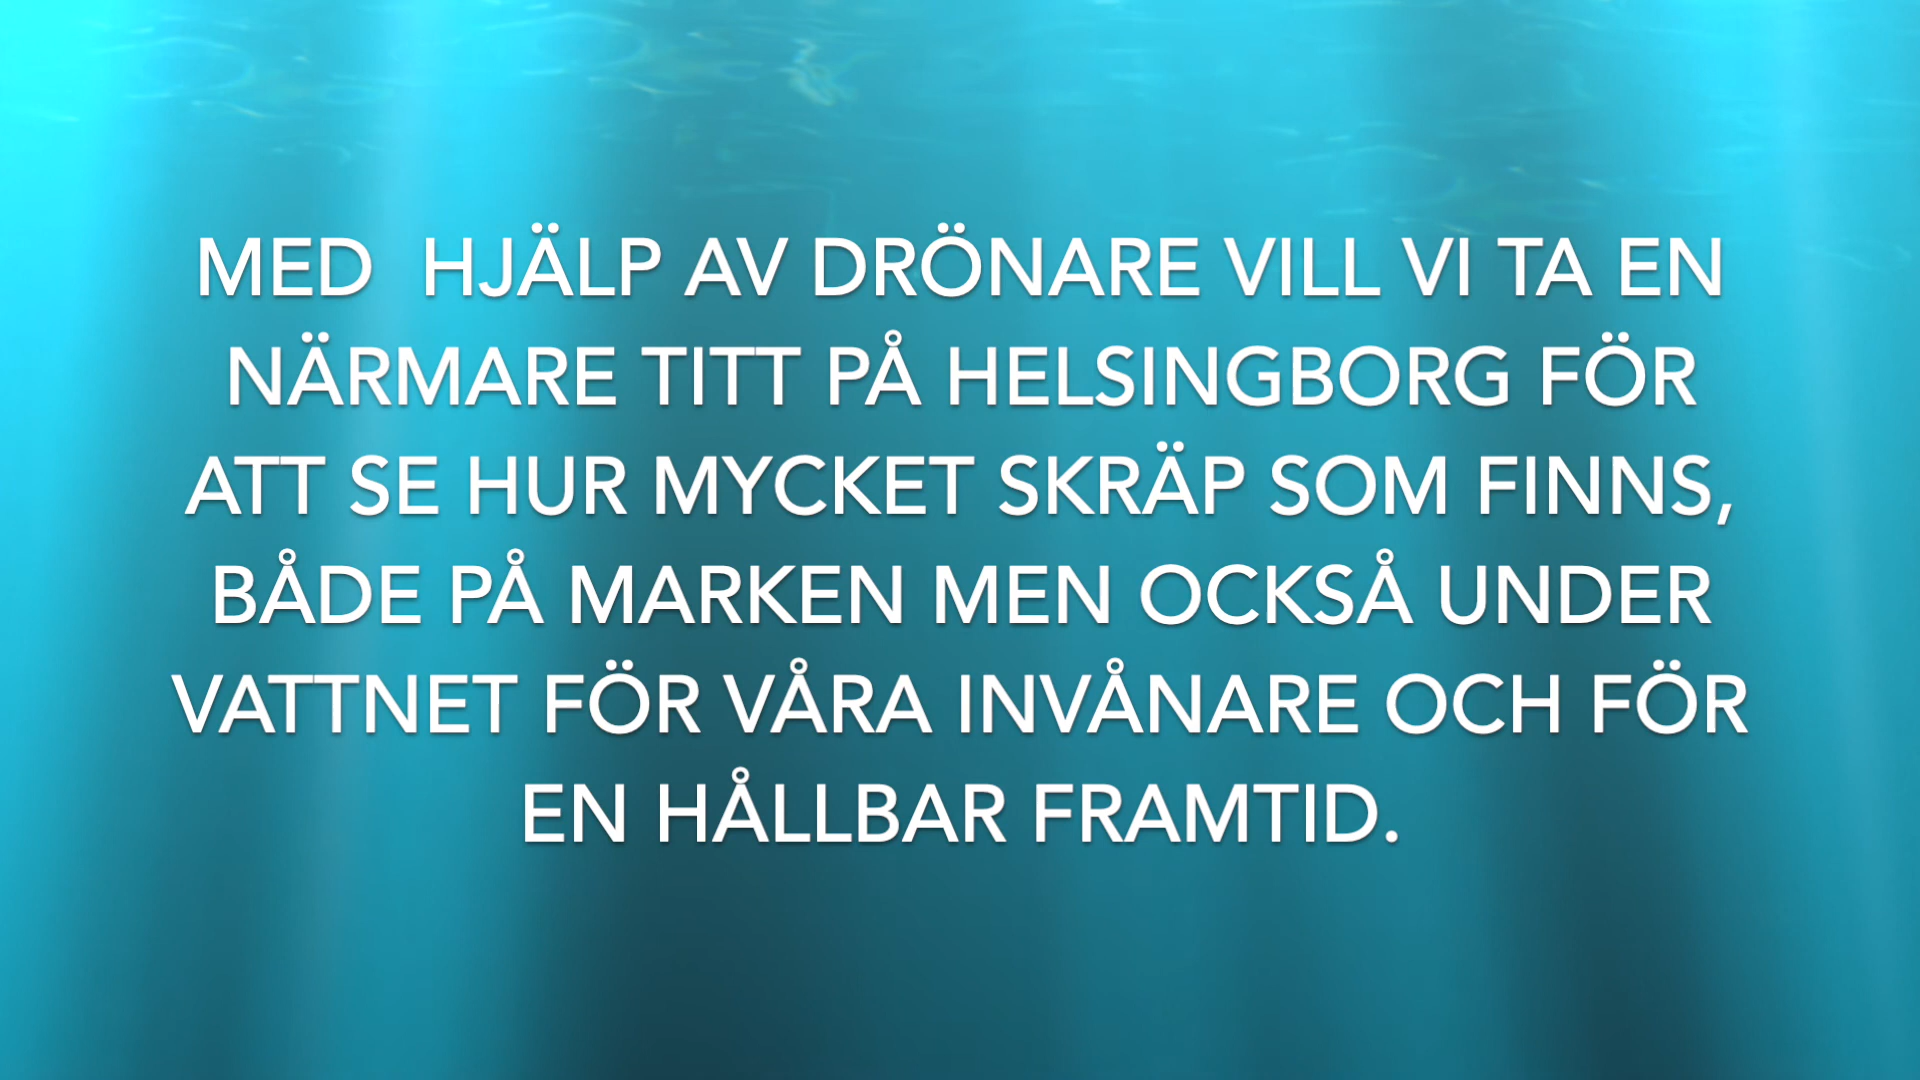 MED  HJÄLP AV DRÖNARE VILL VI TA EN
NÄRMARE TITT PÅ HELSINGBORG FÖR
ATT SE HUR MYCKET SKRÄP SOM FINNS,
BÅDE PÅ MARKEN MEN OCKSÅ UNDER
VATTNET FÖR VÅRA INVÅNARE OCH FÖR
EN HÅLLBAR FRAMTID.